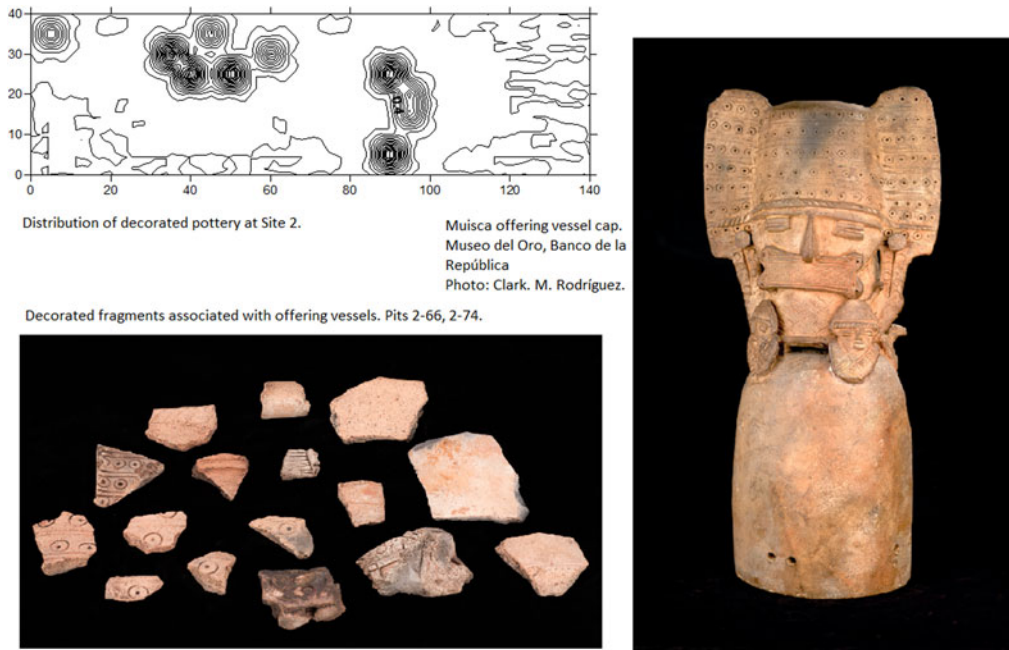 40
30
20
10
0
0.4
0 20 40 60 80 100 120 140
Distribution of decorated pottery at Site 2.
Muisca offering vessel cap.
Museo del Oro, Banco de la
República
Photo: Clark. M. Rodríguez.
Decorated fragments associated with offering vessels. Pits 2-66, 2-74.